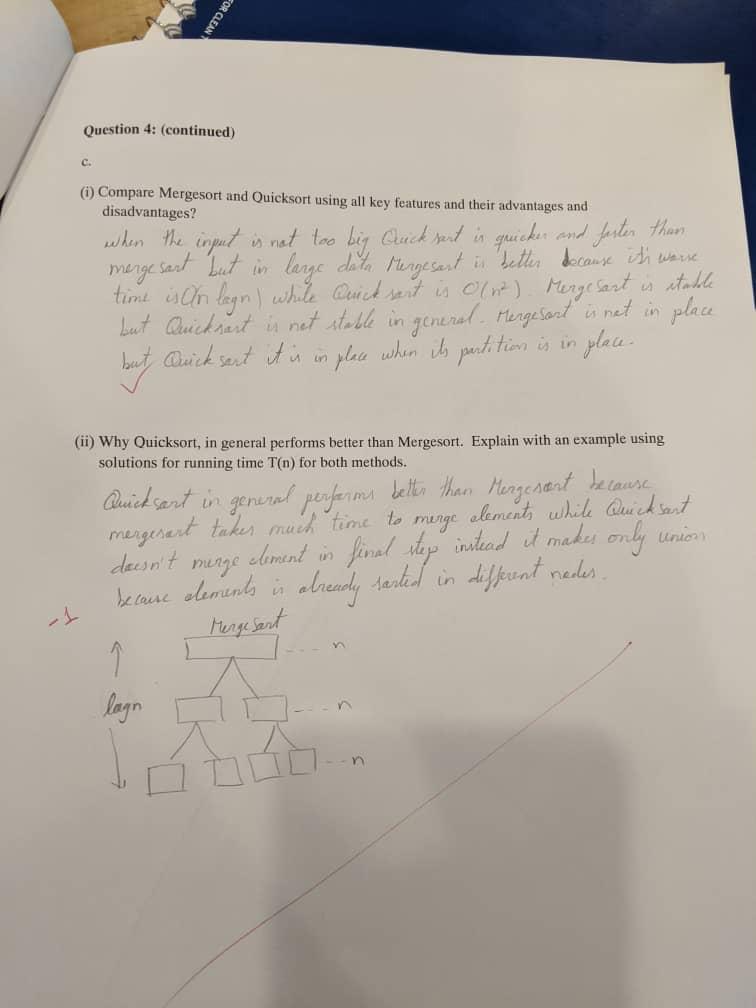 FOR CLEAN
Question 4: (continued)
c.
(i) Compare Mergesort and Quicksort using all key features and their advantages and
disadvantages?
when the input is not too big Quick sort is quicker and faster than
merge sort but in large data Mergesort is better because it's worse
time is O(n logn) while Quick sort is O(n²). Merge Sort is stable
but Quicksort is not stable in general. MergeSort is not in place
but Quick sort it is in place when its partition is in place.
(ii) Why Quicksort, in general performs better than Mergesort. Explain with an example using
solutions for running time T(n) for both methods.
Quick sort in general performs better than Mergesort because
mergesort takes much time to merge elements while Quick Sort
doesn't merge element in final step instead it makes only union
because elements is already sorted in different nodes.
-1
Merge Sort
n
logn
n
n